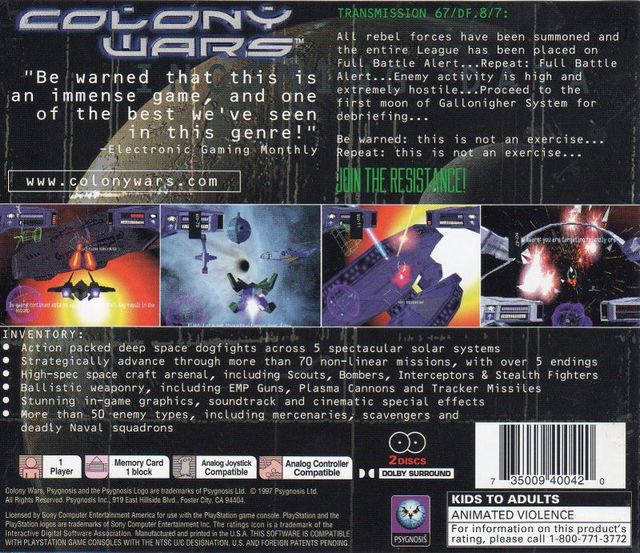 COLONY
WARS™
"Be warned that this is
an immense game, and one
of the best we've seen
in this genre!"
-Electronic Gaming Monthly
www.colonywars.com
TRANSMISSION 67/DF.8/7:
All rebel forces have been summoned and
the entire League has been placed on
Full Battle Alert...Repeat: Full Battle
Alert...Enemy activity is high and
extremely hostile...Proceed to the
first moon of Gallonigher System for
debriefing...
Be warned: this is not an exercise...
Repeat: this is not an exercise...
JOIN THE RESISTANCE!
INVENTORY:
• Action packed deep space dogfights across 5 spectacular solar systems
• Strategically advance through more than 70 non-linear missions, with over 5 endings
• High-spec space craft arsenal, including Scouts, Bombers, Interceptors & Stealth Fighters
• Ballistic weaponry, including EMP Guns, Plasma Cannons and Tracker Missiles
• Stunning in-game graphics, soundtrack and cinematic special effects
• More than 50 enemy types, including mercenaries, scavengers and
deadly Naval squadrons
1
Player
Memory Card
1 block
Analog Joystick
Compatible
Analog Controller
Compatible
2 DISCS
DOLBY SURROUND
7 35009 40042 0
Colony Wars, Psygnosis and the Psygnosis Logo are trademarks of Psygnosis Ltd. © 1997 Psygnosis Ltd.
All Rights Reserved. Psygnosis Inc., 919 East Hillsdale Blvd., Foster City, CA 94404.
Licensed by Sony Computer Entertainment America for use with the PlayStation game console. PlayStation and the
PlayStation logos are trademarks of Sony Computer Entertainment Inc. The ratings icon is a trademark of the
Interactive Digital Software Association. Manufactured and printed in the U.S.A. THIS SOFTWARE IS COMPATIBLE
WITH PLAYSTATION GAME CONSOLES WITH THE NTSC U/C DESIGNATION. U.S. AND FOREIGN PATENTS PENDING.
PSYGNOSIS
KIDS TO ADULTS
ANIMATED VIOLENCE
For information on this product's
rating, please call 1-800-771-3772